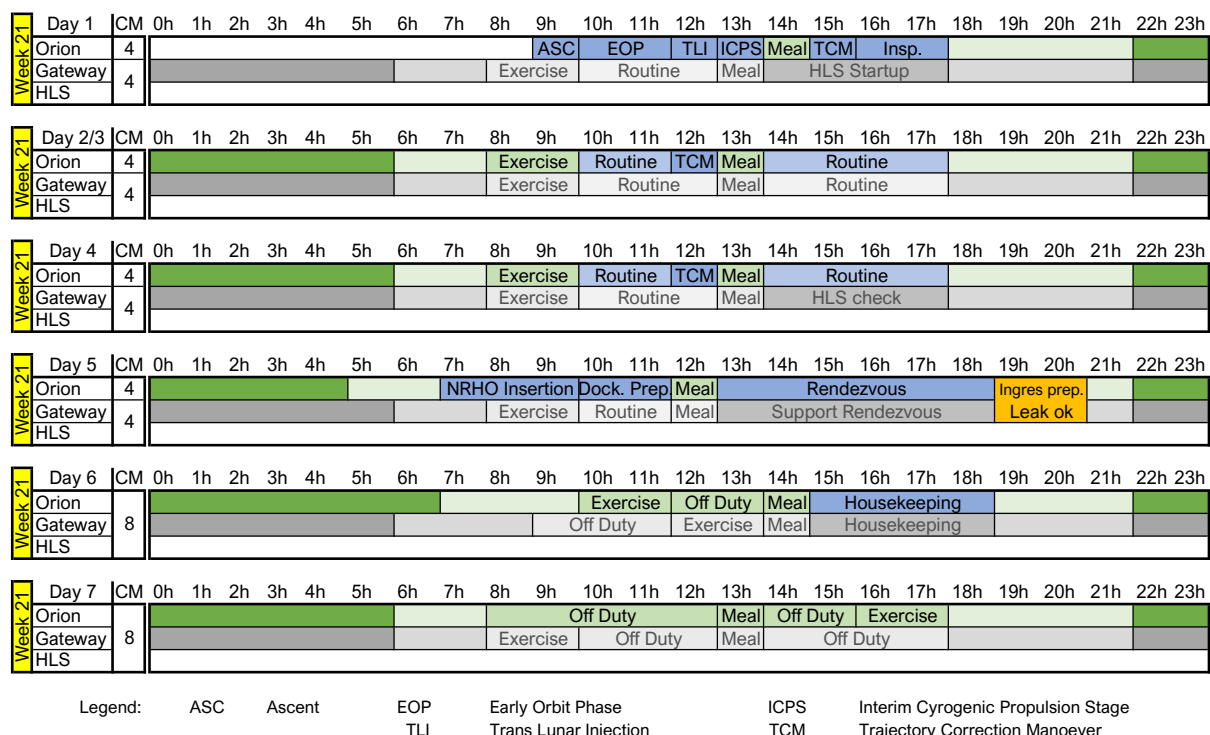 Week 21 Day 1 CM 0h 1h 2h 3h 4h 5h 6h 7h 8h 9h 10h 11h 12h 13h 14h 15h 16h 17h 18h 19h 20h 21h 22h 23h
Orion 4 ASC EOP TLI ICPS Meal TCM Insp.
Gateway 4 Exercise Routine Meal HLS Startup
HLS
Week 21 Day 2/3 CM 0h 1h 2h 3h 4h 5h 6h 7h 8h 9h 10h 11h 12h 13h 14h 15h 16h 17h 18h 19h 20h 21h 22h 23h
Orion 4 Exercise Routine TCM Meal Routine
Gateway 4 Exercise Routine Meal Routine
HLS
Week 21 Day 4 CM 0h 1h 2h 3h 4h 5h 6h 7h 8h 9h 10h 11h 12h 13h 14h 15h 16h 17h 18h 19h 20h 21h 22h 23h
Orion 4 Exercise Routine TCM Meal Routine
Gateway 4 Exercise Routine Meal HLS check
HLS
Week 21 Day 5 CM 0h 1h 2h 3h 4h 5h 6h 7h 8h 9h 10h 11h 12h 13h 14h 15h 16h 17h 18h 19h 20h 21h 22h 23h
Orion 4 NRHO Insertion Dock. Prep. Meal Rendezvous Ingres prep.
Gateway 4 Exercise Routine Meal Support Rendezvous Leak ok
HLS
Week 21 Day 6 CM 0h 1h 2h 3h 4h 5h 6h 7h 8h 9h 10h 11h 12h 13h 14h 15h 16h 17h 18h 19h 20h 21h 22h 23h
Orion Exercise Off Duty Meal Housekeeping
Gateway 8 Off Duty Exercise Meal Housekeeping
HLS
Week 21 Day 7 CM 0h 1h 2h 3h 4h 5h 6h 7h 8h 9h 10h 11h 12h 13h 14h 15h 16h 17h 18h 19h 20h 21h 22h 23h
Orion Off Duty Meal Off Duty Exercise
Gateway 8 Exercise Off Duty Meal Off Duty
HLS
Legend: ASC Ascent EOP Early Orbit Phase ICPS Interim Cyrogenic Propulsion Stage
TLI Trans Lunar Injection TCM Trajectory Correction Manoever